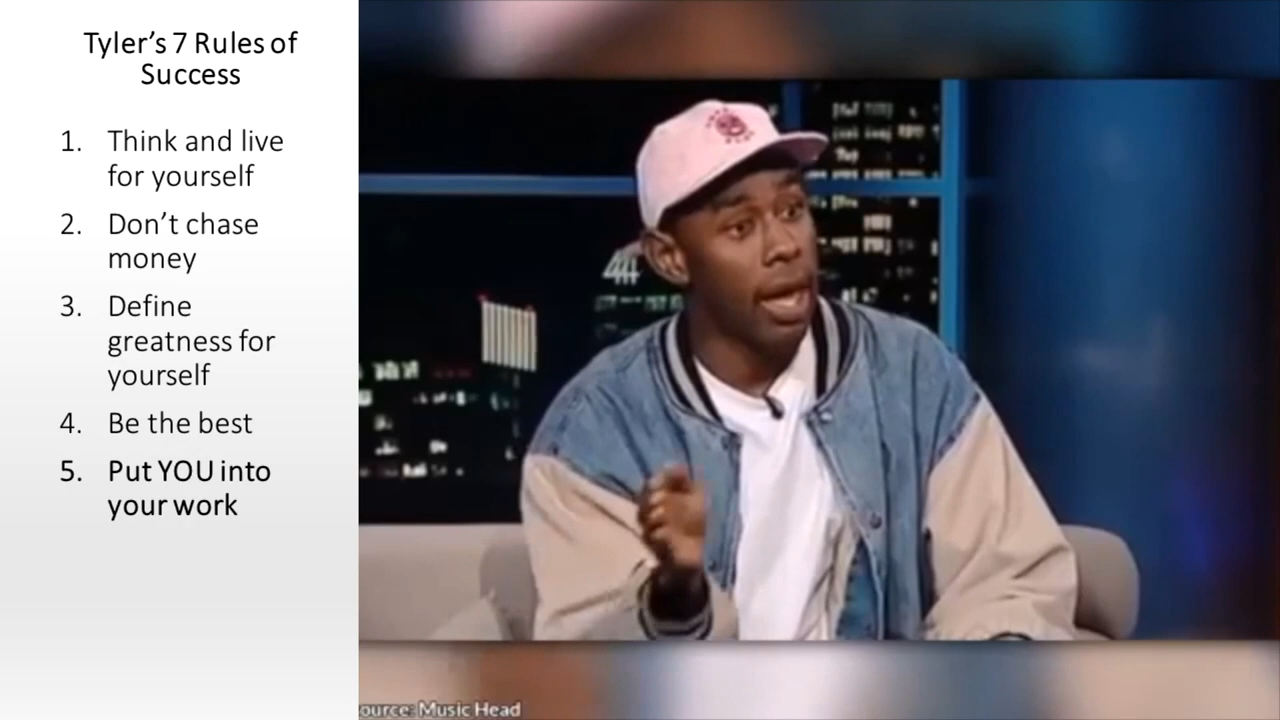 Tyler’s 7 Rules of
Success
1. Think and live
for yourself
2. Don’t chase
money
3. Define
greatness for
yourself
4. Be the best
5. Put YOU into
your work
ource: Music Head